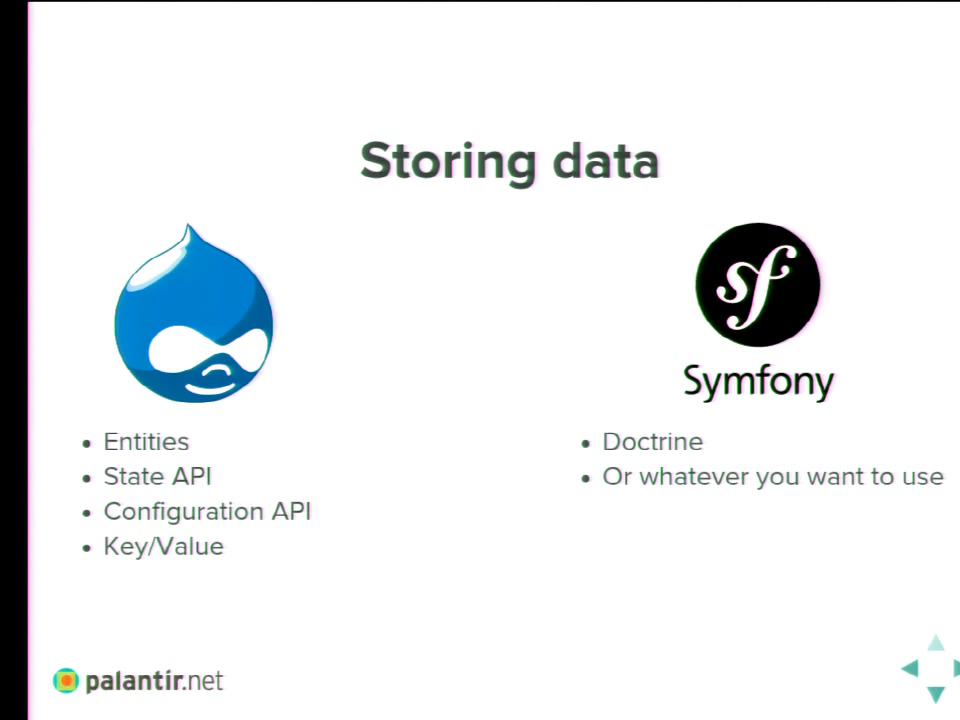 Storing data
sf
Symfony
Entities
State API
Configuration API
Key/Value
Doctrine
Or whatever you want to use
palantir.net